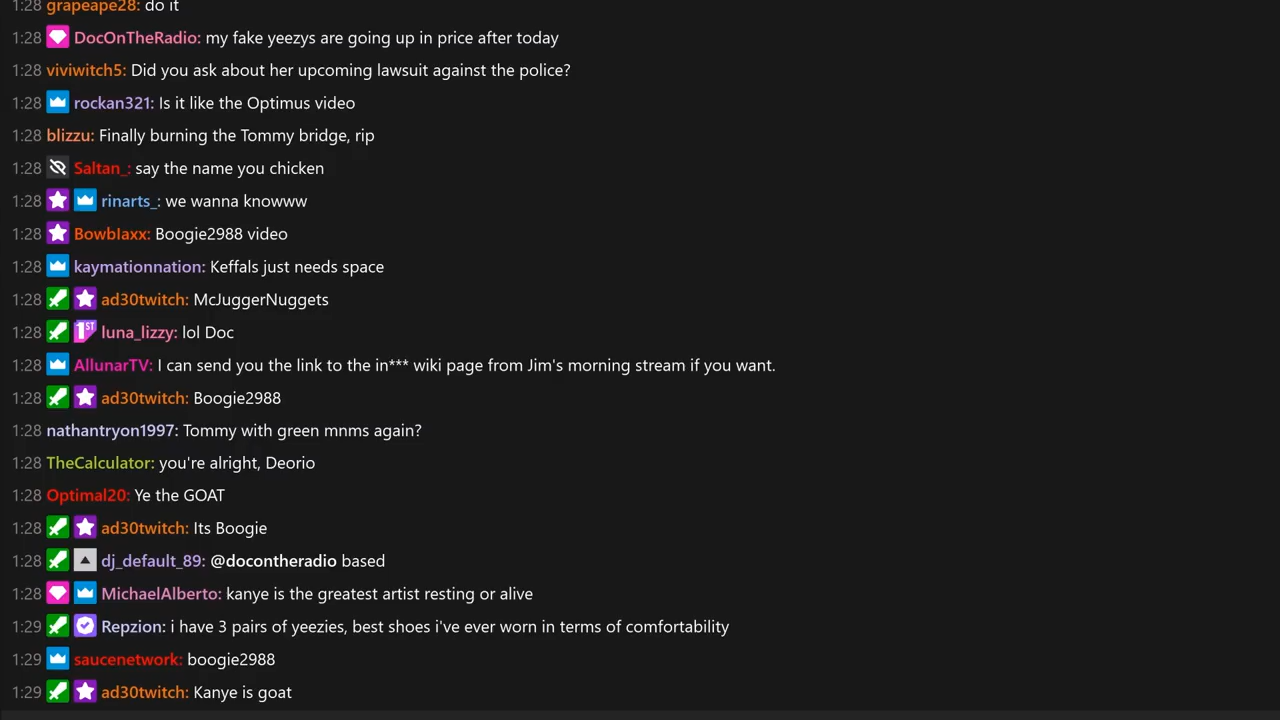 1:28 grapeape28: do it
1:28 DocOnTheRadio: my fake yeezys are going up in price after today
1:28 viviwitch5: Did you ask about her upcoming lawsuit against the police?
1:28 rockan321: Is it like the Optimus video
1:28 blizzu: Finally burning the Tommy bridge, rip
1:28 Saltan_: say the name you chicken
1:28 rinarts_: we wanna knowww
1:28 Bowblaxx: Boogie2988 video
1:28 kaymationnation: Keffals just needs space
1:28 ad30twitch: McJuggerNuggets
1:28 1ST luna_lizzy: lol Doc
1:28 AllunarTV: I can send you the link to the in*** wiki page from Jim's morning stream if you want.
1:28 ad30twitch: Boogie2988
1:28 nathantryon1997: Tommy with green mnms again?
1:28 TheCalculator: you're alright, Deorio
1:28 Optimal20: Ye the GOAT
1:28 ad30twitch: Its Boogie
1:28 dj_default_89: @docontheradio based
1:28 MichaelAlberto: kanye is the greatest artist resting or alive
1:29 Repzion: i have 3 pairs of yeezies, best shoes i've ever worn in terms of comfortability
1:29 saucenetwork: boogie2988
1:29 ad30twitch: Kanye is goat